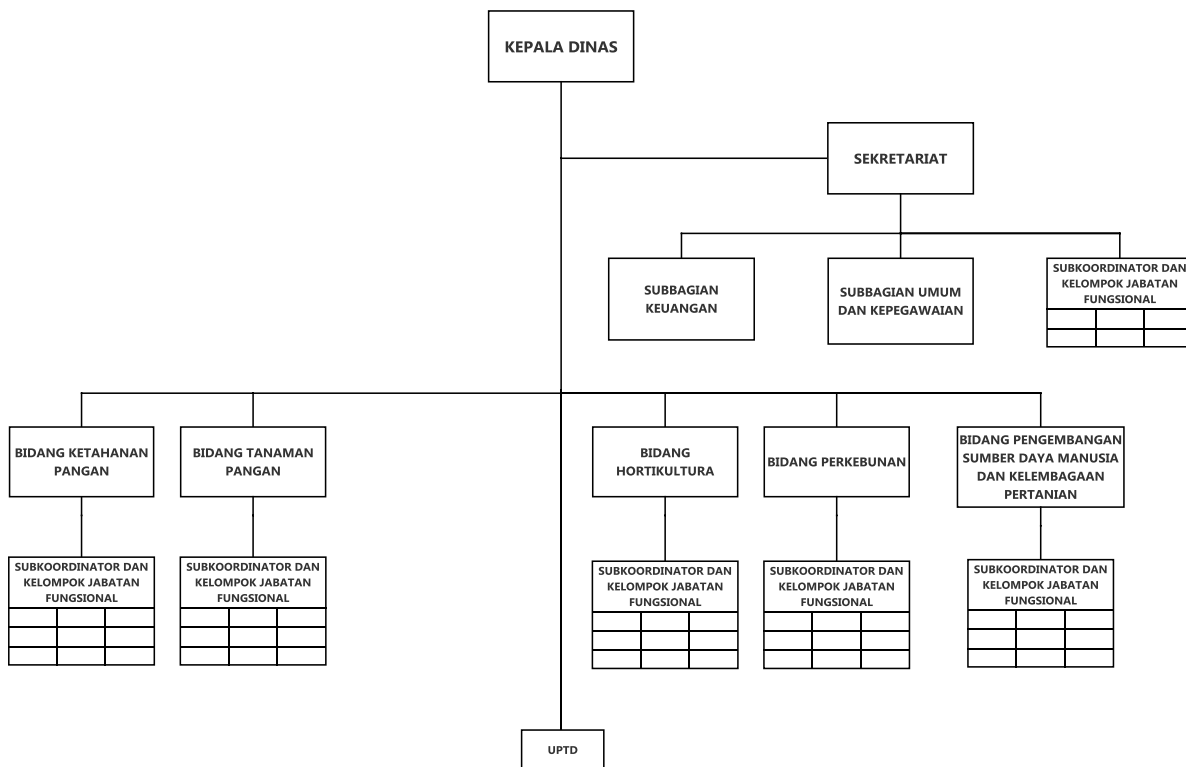 KEPALA DINAS
SEKRETARIAT
SUBBAGIAN
KEUANGAN
SUBBAGIAN UMUM
DAN KEPEGAWAIAN
SUBKOORDINATOR DAN
KELOMPOK JABATAN
FUNGSIONAL
BIDANG KETAHANAN
PANGAN
BIDANG TANAMAN
PANGAN
BIDANG
HORTIKULTURA
BIDANG PERKEBUNAN
BIDANG PENGEMBANGAN
SUMBER DAYA MANUSIA
DAN KELEMBAGAAN
PERTANIAN
SUBKOORDINATOR DAN
KELOMPOK JABATAN
FUNGSIONAL
SUBKOORDINATOR DAN
KELOMPOK JABATAN
FUNGSIONAL
SUBKOORDINATOR DAN
KELOMPOK JABATAN
FUNGSIONAL
SUBKOORDINATOR DAN
KELOMPOK JABATAN
FUNGSIONAL
SUBKOORDINATOR DAN
KELOMPOK JABATAN
FUNGSIONAL
UPTD